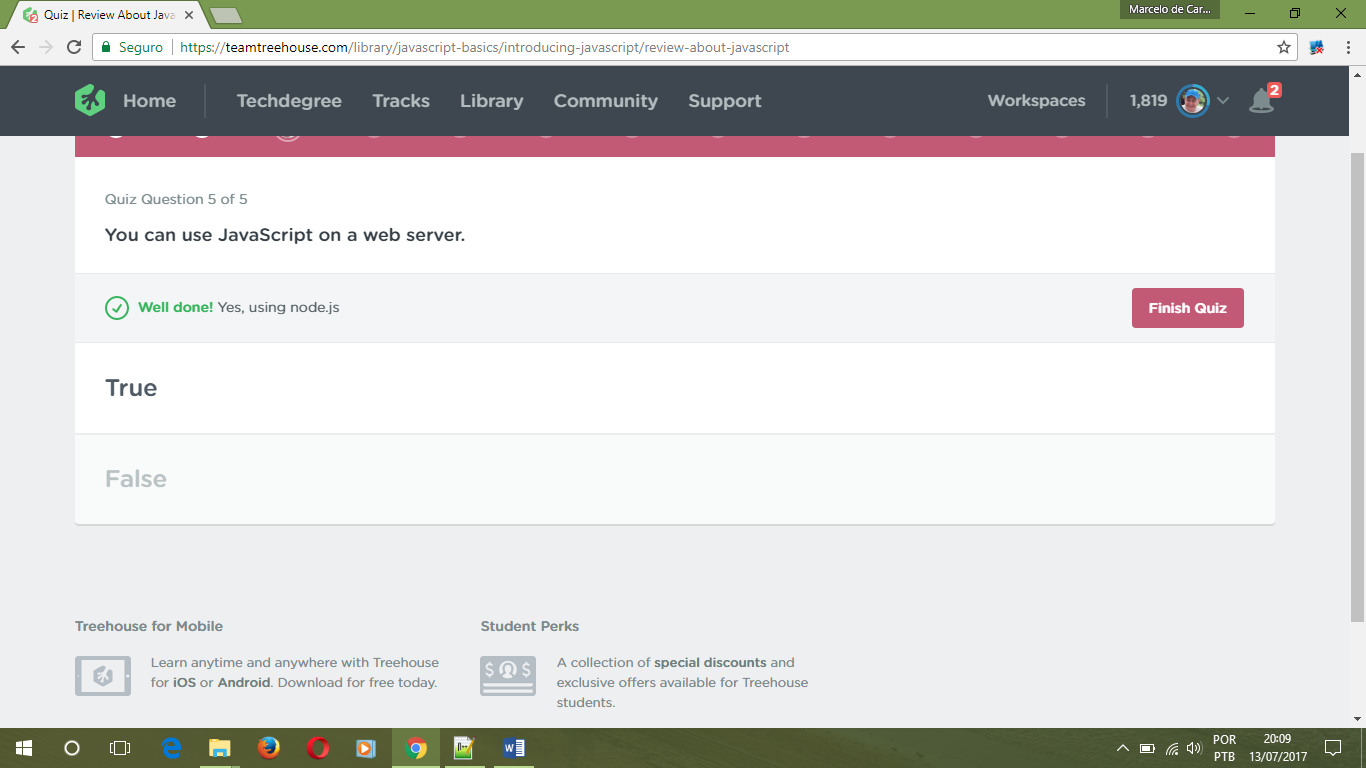 Quiz | Review About Java
Marcelo de Car...
Seguro
https://teamtreehouse.com/library/javascript-basics/introducing-javascript/review-about-javascript
Home Techdegree Tracks Library Community Support Workspaces 1,819 2
Quiz Question 5 of 5
You can use JavaScript on a web server.
Well done! Yes, using node.js
Finish Quiz
True
False
Treehouse for Mobile
Learn anytime and anywhere with Treehouse
for iOS or Android. Download for free today.
Student Perks
A collection of special discounts and
exclusive offers available for Treehouse
students.
POR
PTB
20:09
13/07/2017